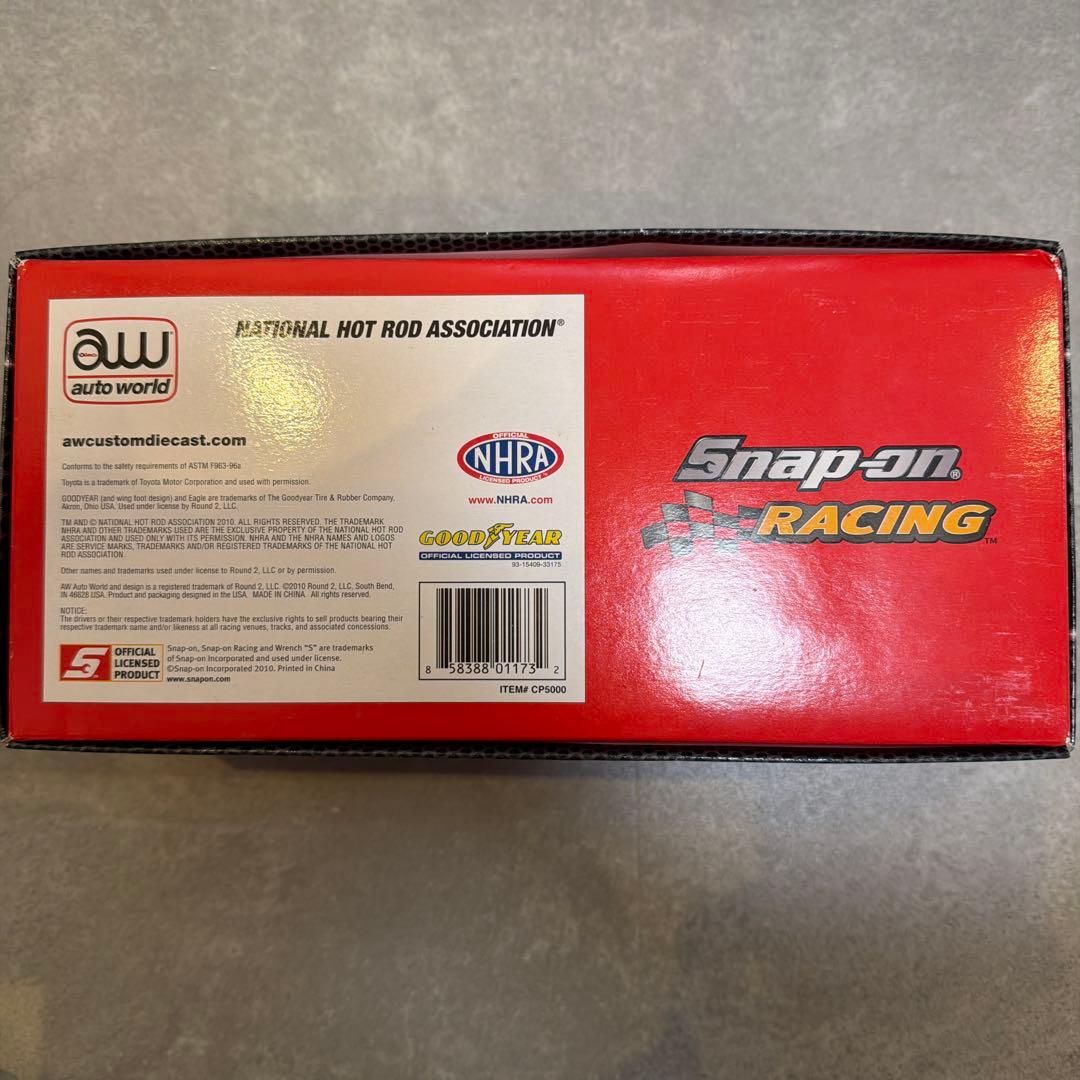 aw®
auto world
NATIONAL HOT ROD ASSOCIATION®
awcustomdiecast.com
Conforms to the safety requirements of ASTM F963-96a
Toyota is a trademark of Toyota Motor Corporation and used with permission.
GOODYEAR (and wing foot design) and Eagle are trademarks of The Goodyear Tire & Rubber Company,
Akron, Ohio USA. Used under license by Round 2, LLC.
TM AND © NATIONAL HOT ROD ASSOCIATION 2010. ALL RIGHTS RESERVED. THE TRADEMARK
NHRA AND OTHER TRADEMARKS USED ARE THE EXCLUSIVE PROPERTY OF THE NATIONAL HOT ROD
ASSOCIATION AND USED ONLY WITH ITS PERMISSION. NHRA AND THE NHRA NAMES AND LOGOS
ARE SERVICE MARKS, TRADEMARKS AND/OR REGISTERED TRADEMARKS OF THE NATIONAL HOT
ROD ASSOCIATION.
Other names and trademarks used under license to Round 2, LLC or by permission.
AW Auto World and design is a registered trademark of Round 2, LLC. ©2010 Round 2, LLC, South Bend,
IN 46628 USA. Product and packaging designed in the USA. MADE IN CHINA. All rights reserved.
NOTICE:
The drivers or their respective trademark holders have the exclusive rights to sell products bearing their
respective trademark name and/or likeness at all racing venues, tracks, and associated concessions.
S
OFFICIAL
LICENSED
PRODUCT
Snap-on, Snap-on Racing and Wrench "S" are trademarks
of Snap-on Incorporated and used under license.
©Snap-on Incorporated 2010. Printed in China
www.snapon.com
OFFICIAL
NHRA
LICENSED PRODUCT
www.NHRA.com
GOODYEAR
OFFICIAL LICENSED PRODUCT
93-15409-33175
8 58388 01173 2
ITEM# CP5000
Snap-on®
RACING™